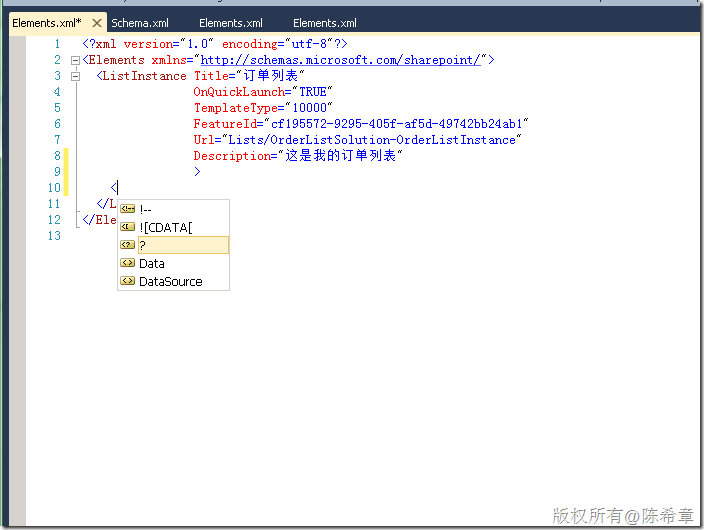 Elements.xml* Schema.xml Elements.xml Elements.xml
1 <?xml version="1.0" encoding="utf-8"?>
2 <Elements xmlns="http://schemas.microsoft.com/sharepoint/">
3 <ListInstance Title="订单列表"
4 OnQuickLaunch="TRUE"
5 TemplateType="10000"
6 FeatureId="cf195572-9295-405f-af5d-49742bb24ab1"
7 Url="Lists/OrderListSolution-OrderListInstance"
8 Description="这是我的订单列表"
9 >
10 <
11 </L
12 </Ele
13
!--
![CDATA[
?
Data
DataSource
版权所有@陈希章